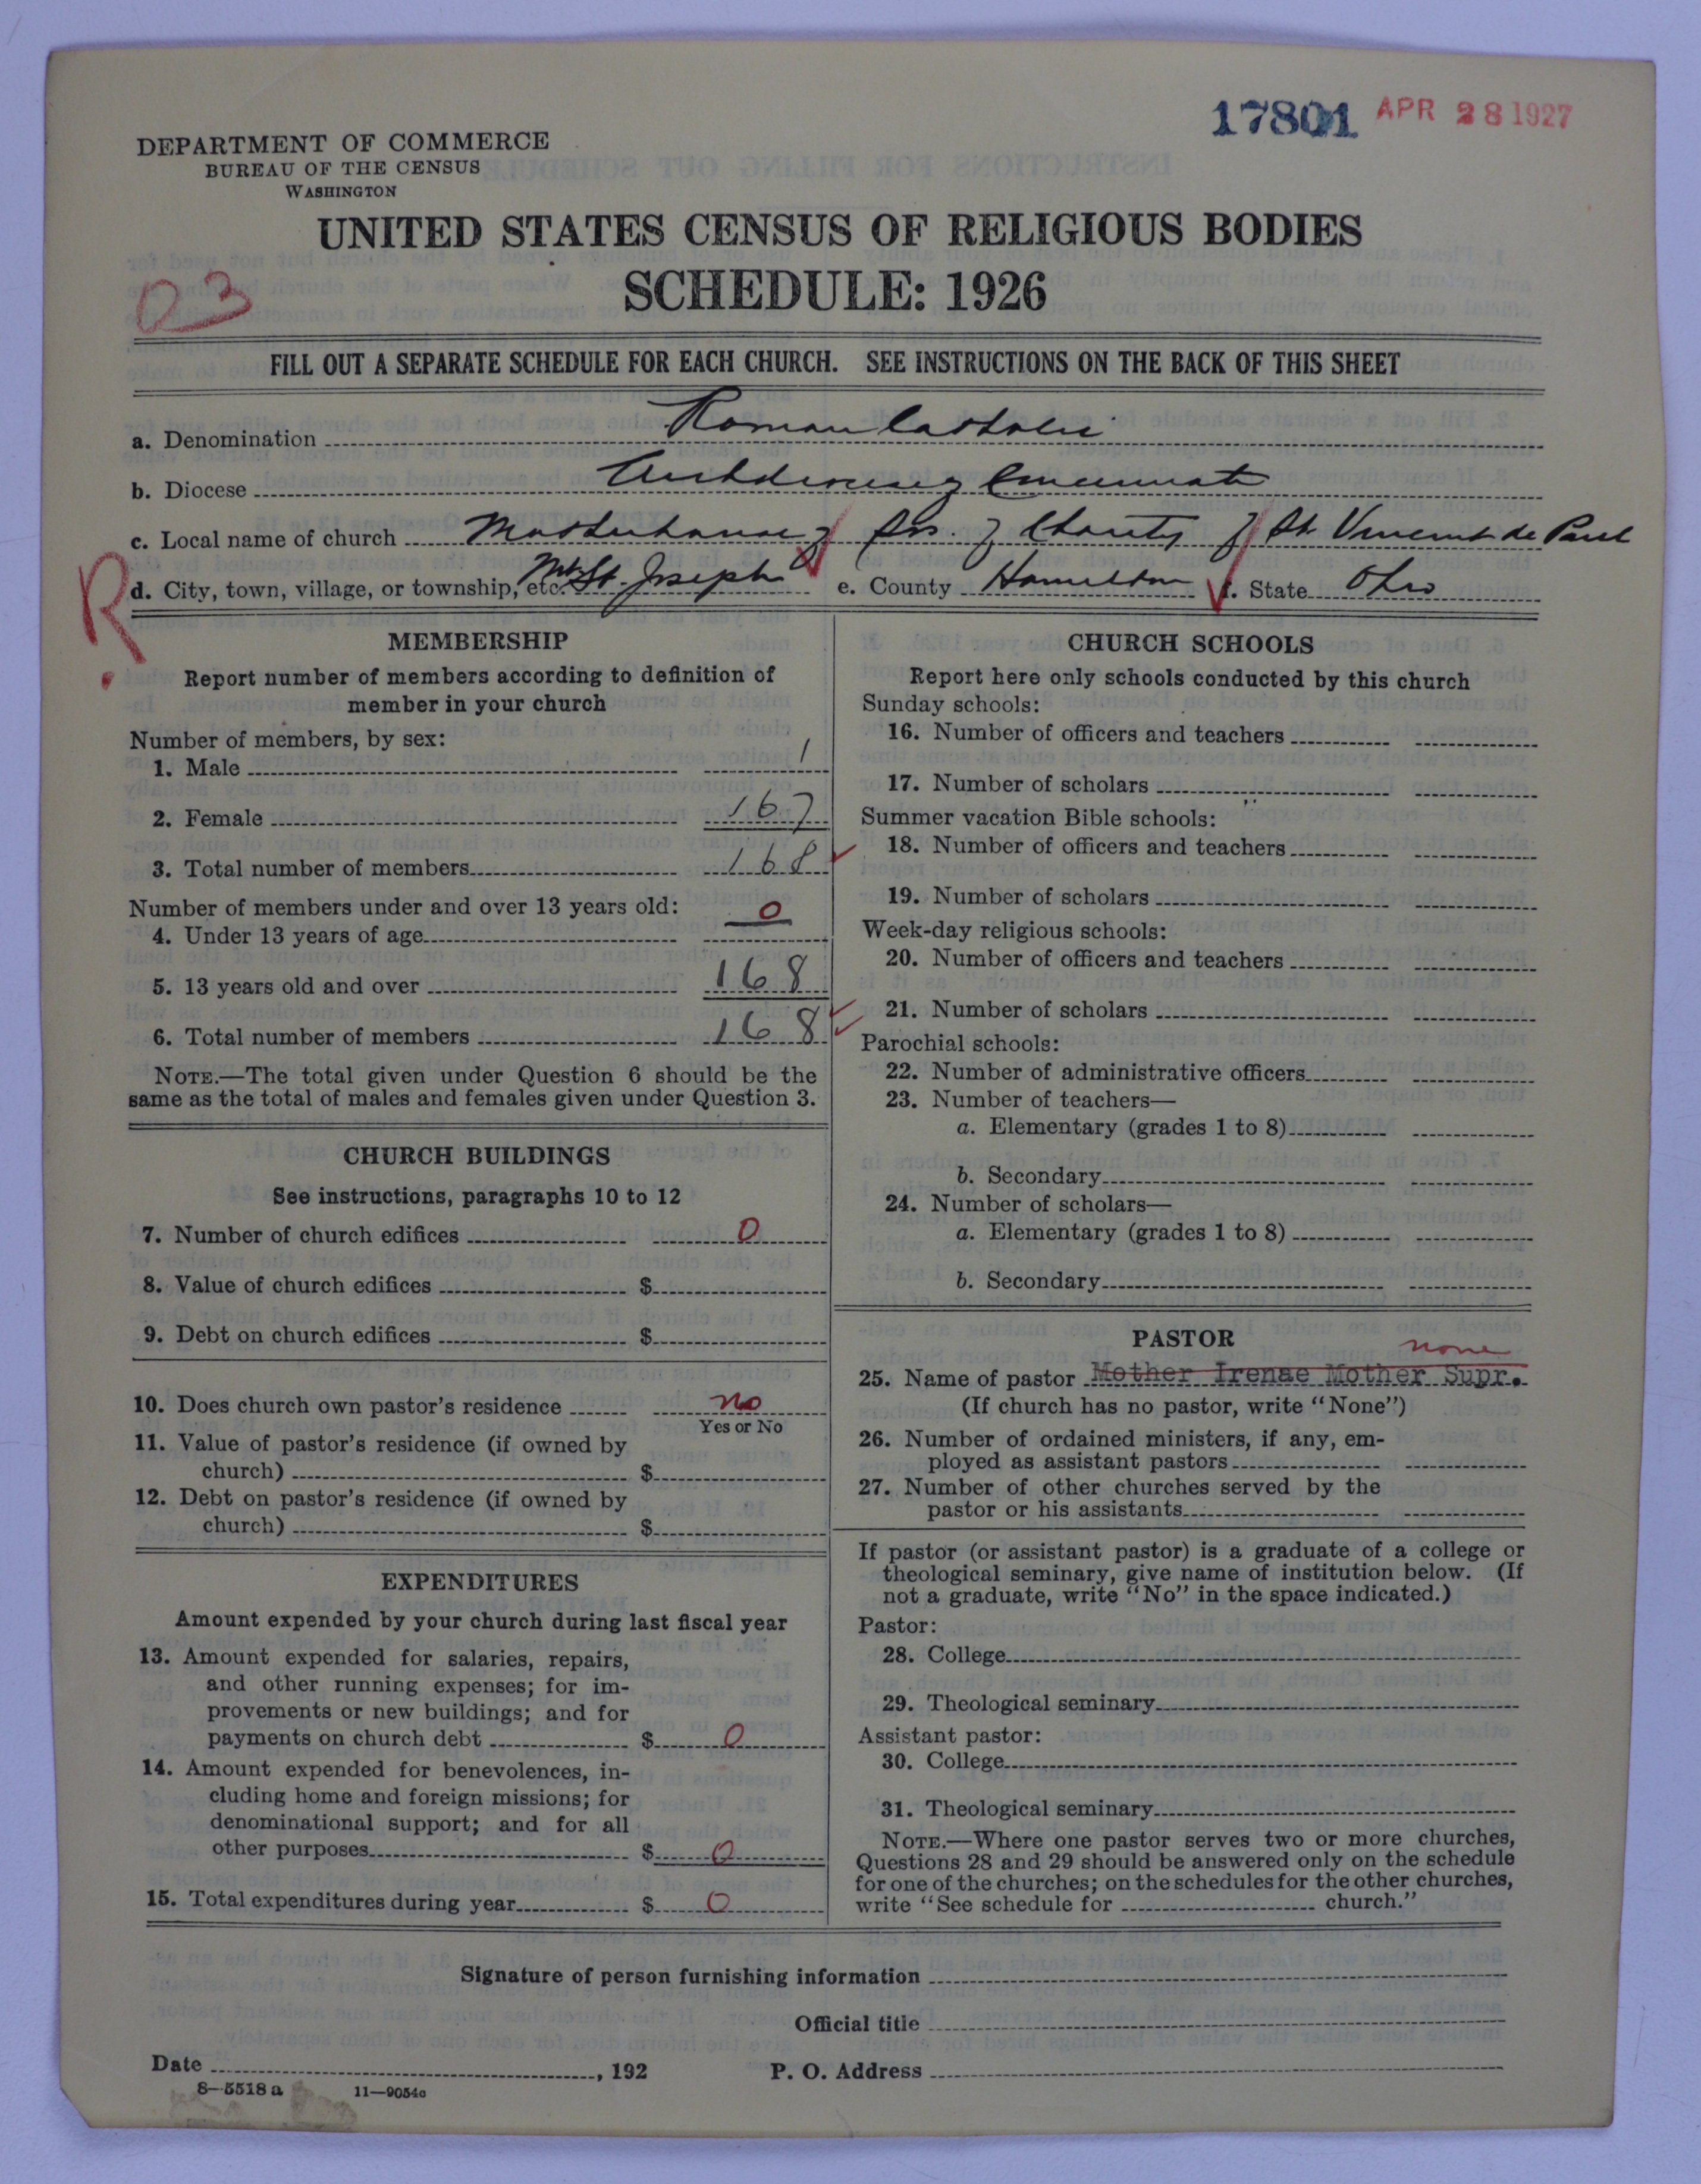 17801 APR 28 1927
DEPARTMENT OF COMMERCE
BUREAU OF THE CENSUS
WASHINGTON
UNITED STATES CENSUS OF RELIGIOUS BODIES
SCHEDULE: 1926
03
FILL OUT A SEPARATE SCHEDULE FOR EACH CHURCH. SEE INSTRUCTIONS ON THE BACK OF THIS SHEET
a. Denomination Roman Catholic
b. Diocese Archdiocese of Cincinnati
c. Local name of church Motherhouse of Srs. of Charity of St. Vincent de Paul
R. d. City, town, village, or township, etc. Mt. St. Joseph e. County Hamilton f. State Ohio
MEMBERSHIP
Report number of members according to definition of
member in your church
Number of members, by sex:
1. Male 1
2. Female 167
3. Total number of members 168
Number of members under and over 13 years old:
4. Under 13 years of age 0
5. 13 years old and over 168
6. Total number of members 168
NOTE.—The total given under Question 6 should be the
same as the total of males and females given under Question 3.
CHURCH BUILDINGS
See instructions, paragraphs 10 to 12
7. Number of church edifices 0
8. Value of church edifices $
9. Debt on church edifices $
10. Does church own pastor's residence no
Yes or No
11. Value of pastor's residence (if owned by
church) $
12. Debt on pastor's residence (if owned by
church) $
EXPENDITURES
Amount expended by your church during last fiscal year
13. Amount expended for salaries, repairs,
and other running expenses; for im-
provements or new buildings; and for
payments on church debt $ 0
14. Amount expended for benevolences, in-
cluding home and foreign missions; for
denominational support; and for all
other purposes $ 0
15. Total expenditures during year $ 0
CHURCH SCHOOLS
Report here only schools conducted by this church
Sunday schools:
16. Number of officers and teachers
17. Number of scholars
Summer vacation Bible schools:
18. Number of officers and teachers
19. Number of scholars
Week-day religious schools:
20. Number of officers and teachers
21. Number of scholars
Parochial schools:
22. Number of administrative officers
23. Number of teachers—
a. Elementary (grades 1 to 8)
b. Secondary
24. Number of scholars—
a. Elementary (grades 1 to 8)
b. Secondary
PASTOR
none
25. Name of pastor Mother Irenae Mother Supr.
(If church has no pastor, write "None")
26. Number of ordained ministers, if any, em-
ployed as assistant pastors
27. Number of other churches served by the
pastor or his assistants
If pastor (or assistant pastor) is a graduate of a college or
theological seminary, give name of institution below. (If
not a graduate, write "No" in the space indicated.)
Pastor:
28. College
29. Theological seminary
Assistant pastor:
30. College
31. Theological seminary
NOTE.—Where one pastor serves two or more churches,
Questions 28 and 29 should be answered only on the schedule
for one of the churches; on the schedules for the other churches,
write "See schedule for church."
Signature of person furnishing information
Official title
Date , 192 P. O. Address
8—5518 a 11—9054a